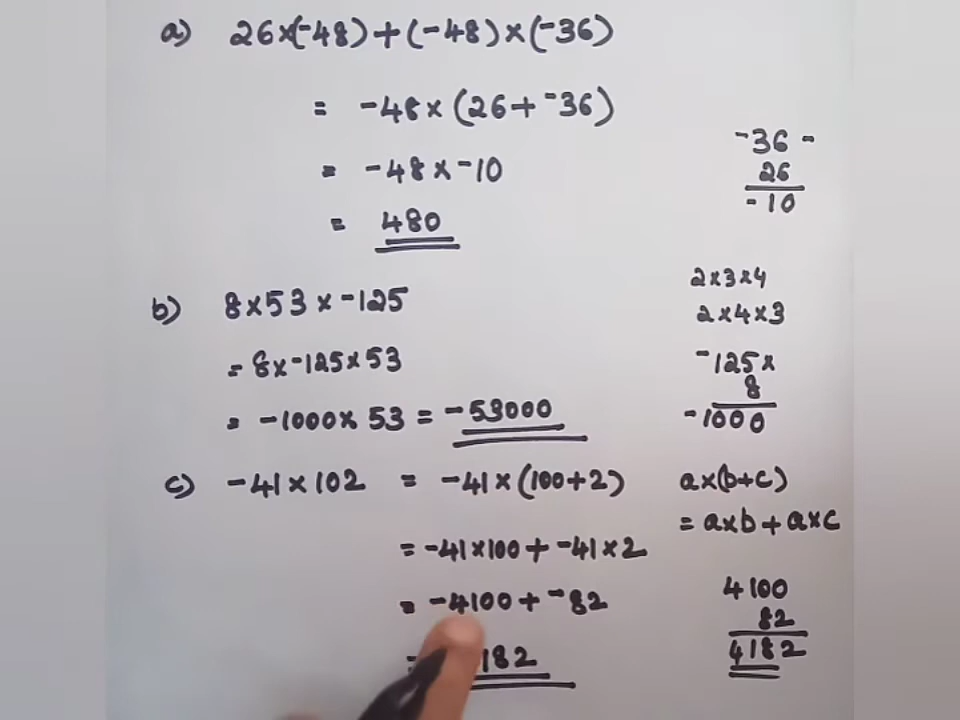 a) 26×(-48)+(-48)×(-36)
= -48×(26+ -36)
= -48×-10
= 480
-36 -
26
-10
b) 8×53×-125
= 8×-125×53
= -1000×53 = -53000
2×3×4
2×4×3
-125×
8
-1000
c) -41×102 = -41×(100+2)
= -41×100+ -41×2
= -4100+ -82
= 182
a×(b+c)
= a×b+a×c
4100
82
4182